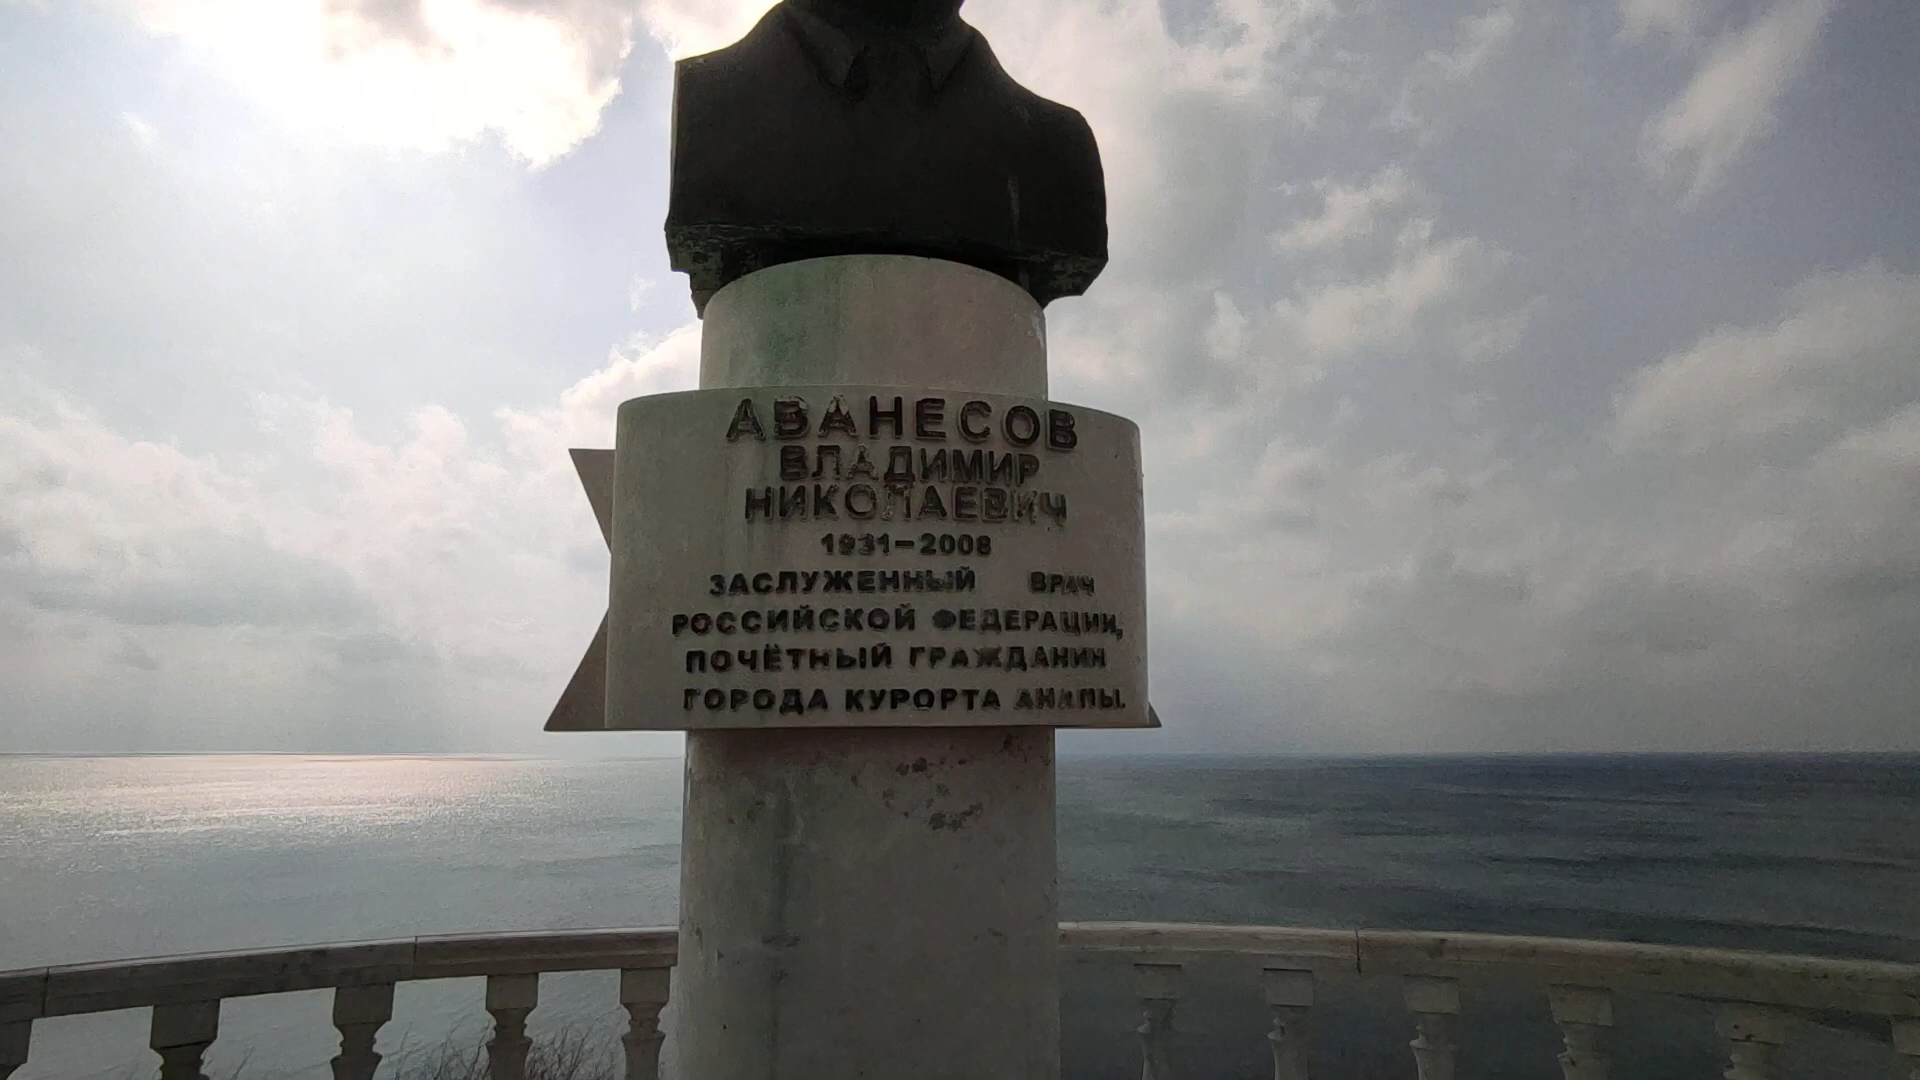 АВАНЕСОВ
ВЛАДИМИР
НИКОЛАЕВИЧ
1931-2008
ЗАСЛУЖЕННЫЙ ВРАЧ
РОССИЙСКОЙ ФЕДЕРАЦИИ,
ПОЧЁТНЫЙ ГРАЖДАНИН
ГОРОДА КУРОРТА АНАПЫ.